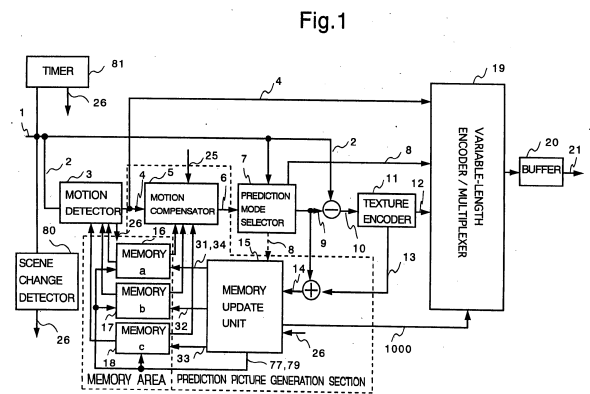 Fig.1
TIMER
81
26
1
4
19
2
3
MOTION
DETECTOR
4
5
25
MOTION
COMPENSATOR
6
7
PREDICTION
MODE
SELECTOR
8
2
9
10
11
TEXTURE
ENCODER
12
13
VARIABLE-LENGTH
ENCODER/MULTIPLEXER
20
BUFFER
21
80
SCENE
CHANGE
DETECTOR
26
26
16
MEMORY
a
31,34
15
8
MEMORY
UPDATE
UNIT
14
17
MEMORY
b
32
18
MEMORY
c
33
26
1000
77,79
MEMORY AREA
PREDICTION PICTURE GENERATION SECTION